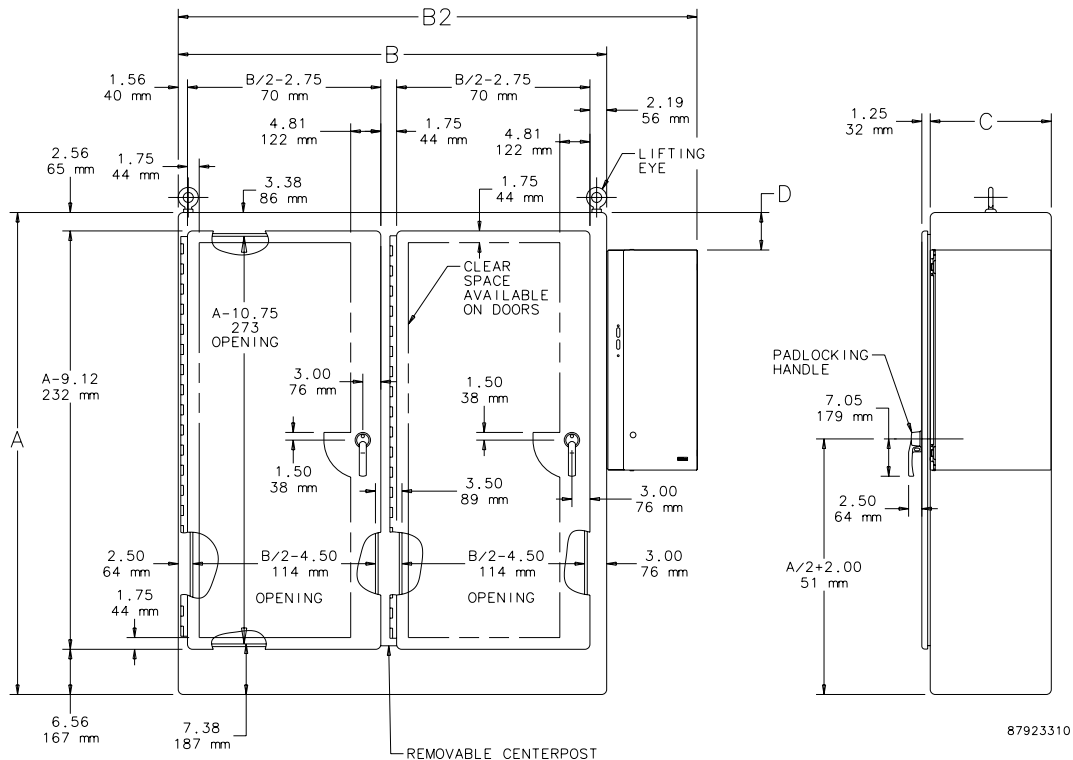 B2
B
1.56
40 mm
B/2-2.75
70 mm
B/2-2.75
70 mm
2.19
56 mm
1.25
32 mm
C
4.81
122 mm
1.75
44 mm
4.81
122 mm
LIFTING
EYE
2.56
65 mm
1.75
44 mm
3.38
86 mm
1.75
44 mm
D
CLEAR
SPACE
AVAILABLE
ON DOORS
A-10.75
273
OPENING
A-9.12
232 mm
3.00
76 mm
1.50
38 mm
PADLOCKING
HANDLE
7.05
179 mm
A
1.50
38 mm
3.50
89 mm
3.00
76 mm
2.50
64 mm
2.50
64 mm
B/2-4.50
114 mm
OPENING
B/2-4.50
114 mm
OPENING
3.00
76 mm
A/2+2.00
51 mm
1.75
44 mm
6.56
167 mm
7.38
187 mm
REMOVABLE CENTERPOST
87923310